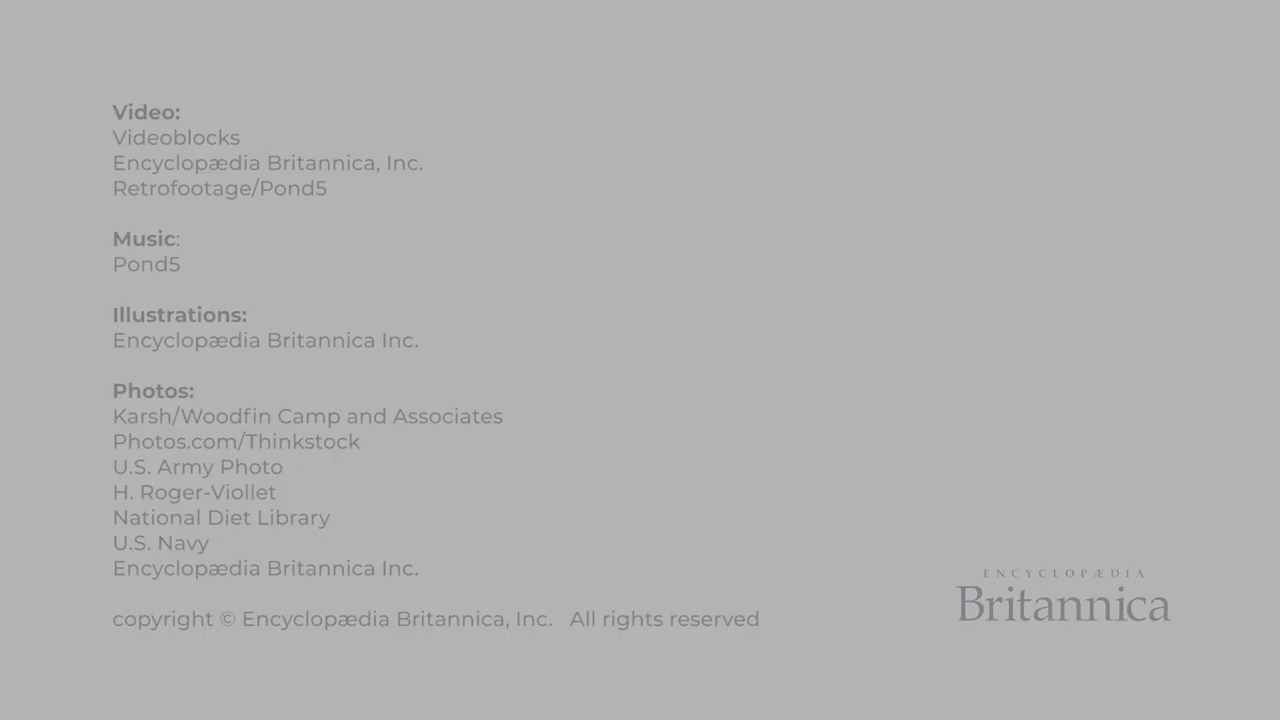 Video:
Videoblocks
Encyclopædia Britannica, Inc.
Retrofootage/Pond5
Music:
Pond5
Illustrations:
Encyclopædia Britannica Inc.
Photos:
Karsh/Woodfin Camp and Associates
Photos.com/Thinkstock
U.S. Army Photo
H. Roger-Viollet
National Diet Library
U.S. Navy
Encyclopædia Britannica Inc.
copyright © Encyclopædia Britannica, Inc. All rights reserved
ENCYCLOPÆDIA
Britannica